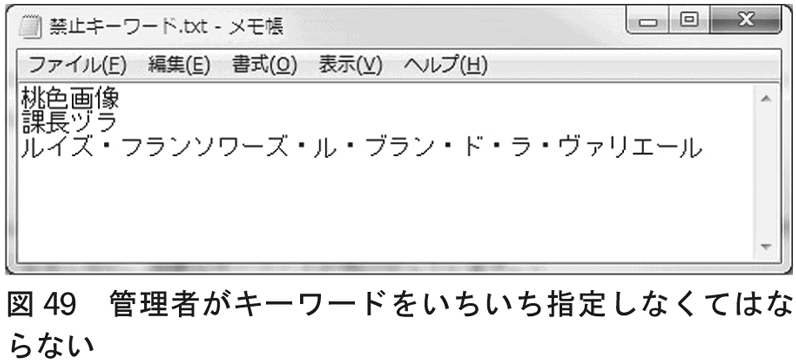 禁止キーワード.txt - メモ帳
ファイル(F) 編集(E) 書式(O) 表示(V) ヘルプ(H)
桃色画像
課長ヅラ
ルイズ・フランソワーズ・ル・ブラン・ド・ラ・ヴァリエール
図 49 管理者がキーワードをいちいち指定しなくてはな
らない